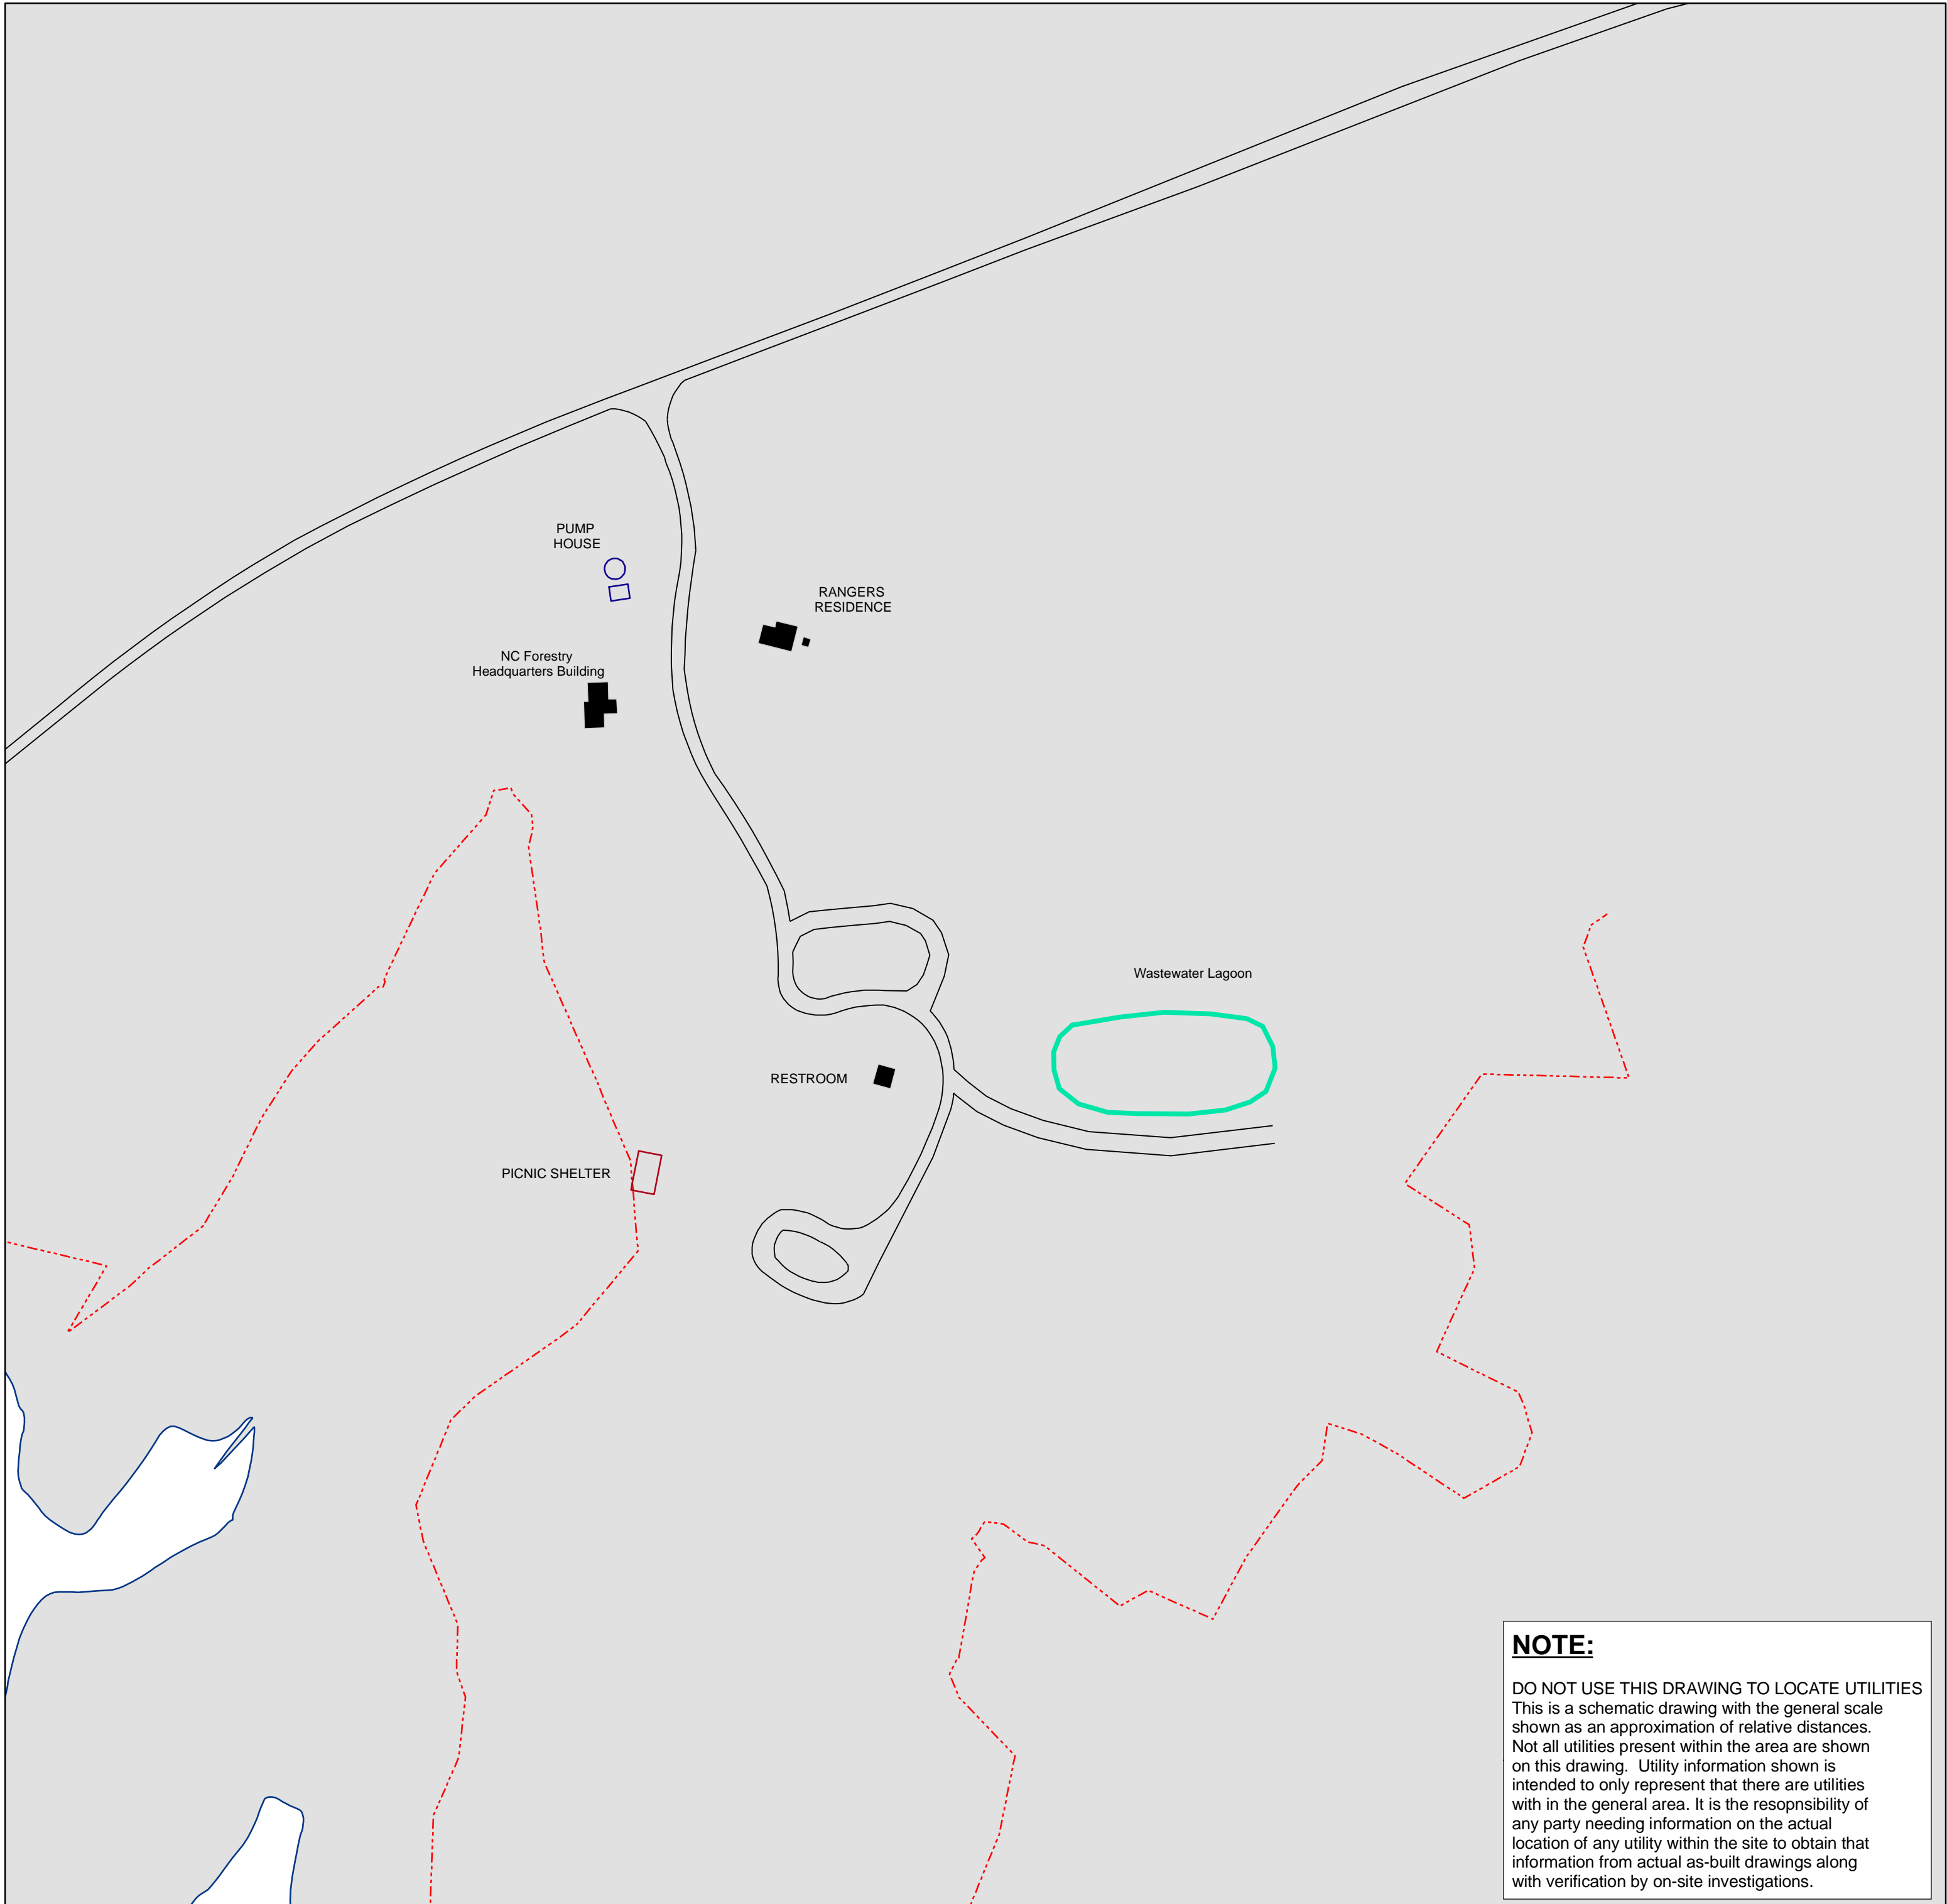 PUMP
HOUSE
RANGERS
RESIDENCE
NC Forestry
Headquarters Building
Wastewater Lagoon
RESTROOM
PICNIC SHELTER
NOTE:
DO NOT USE THIS DRAWING TO LOCATE UTILITIES
This is a schematic drawing with the general scale
shown as an approximation of relative distances.
Not all utilities present within the area are shown
on this drawing.  Utility information shown is
intended to only represent that there are utilities
with in the general area. It is the resopnsibility of
any party needing information on the actual
location of any utility within the site to obtain that
information from actual as-built drawings along
with verification by on-site investigations.